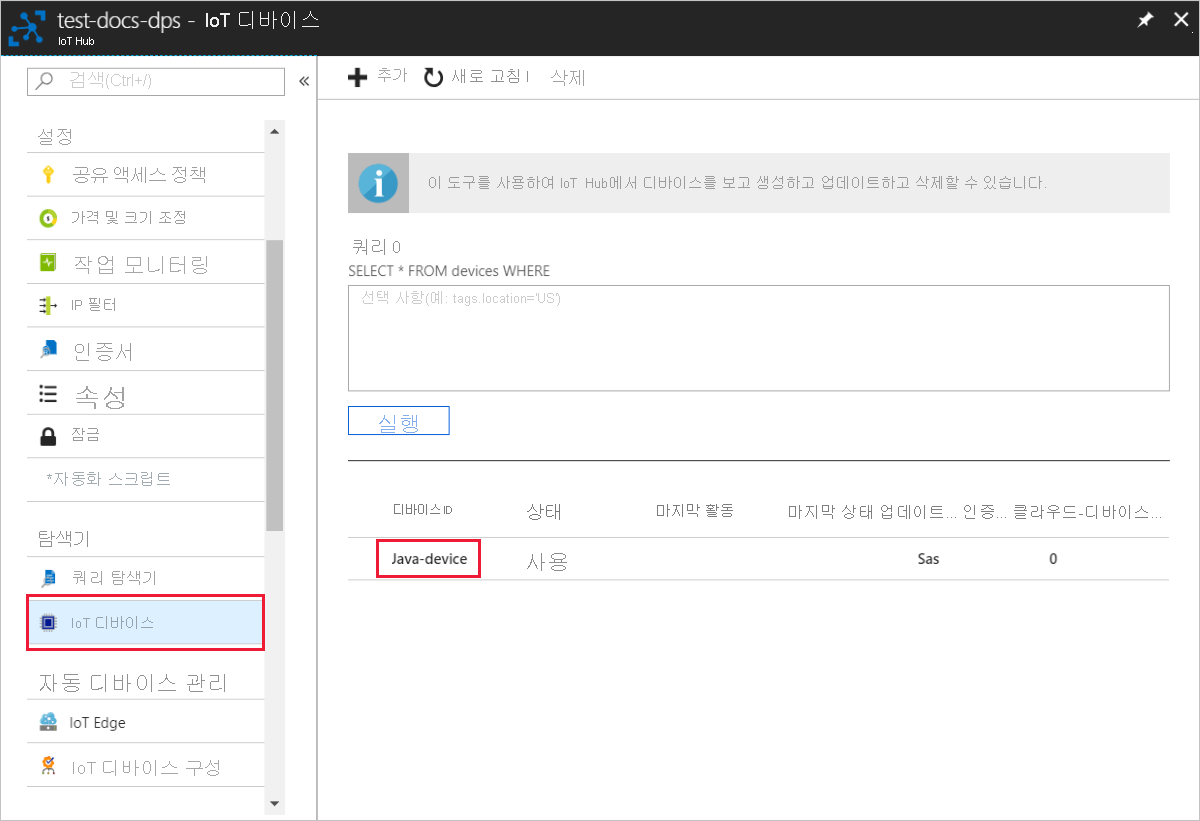 test-docs-dps - IoT 디바이스
IoT Hub
검색(Ctrl+/)
«
설정
공유 액세스 정책
가격 및 크기 조정
작업 모니터링
IP 필터
인증서
속성
잠금
*자동화 스크립트
탐색기
쿼리 탐색기
IoT 디바이스
자동 디바이스 관리
IoT Edge
IoT 디바이스 구성
추가 새로 고침 삭제
이 도구를 사용하여 IoT Hub에서 디바이스를 보고 생성하고 업데이트하고 삭제할 수 있습니다.
쿼리 0
SELECT * FROM devices WHERE
선택 사항(예: tags.location='US')
실행
디바이스 ID 상태 마지막 활동 마지막 상태 업데이트... 인증... 클라우드-디바이스...
Java-device 사용 Sas 0